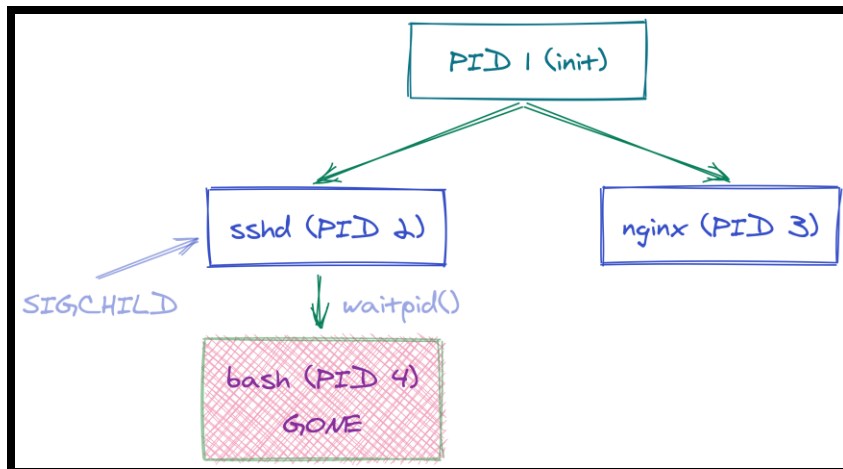 PID 1 (init)
sshd (PID 2)
nginx (PID 3)
SIGCHILD
waitpid()
bash (PID 4)
GONE